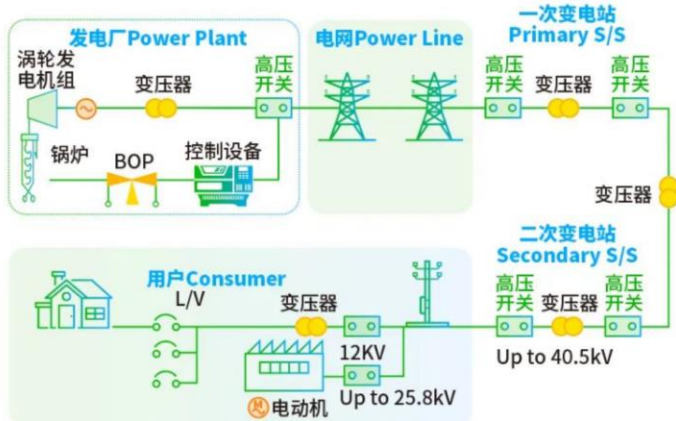 发电厂Power Plant
涡轮发
电机组
变压器
高压
开关
锅炉
BOP
控制设备
电网Power Line
一次变电站
Primary S/S
高压
开关
变压器
高压
开关
变压器
二次变电站
Secondary S/S
高压
开关
变压器
高压
开关
Up to 40.5kV
用户Consumer
L/V
变压器
12KV
Up to 25.8kV
M
电动机